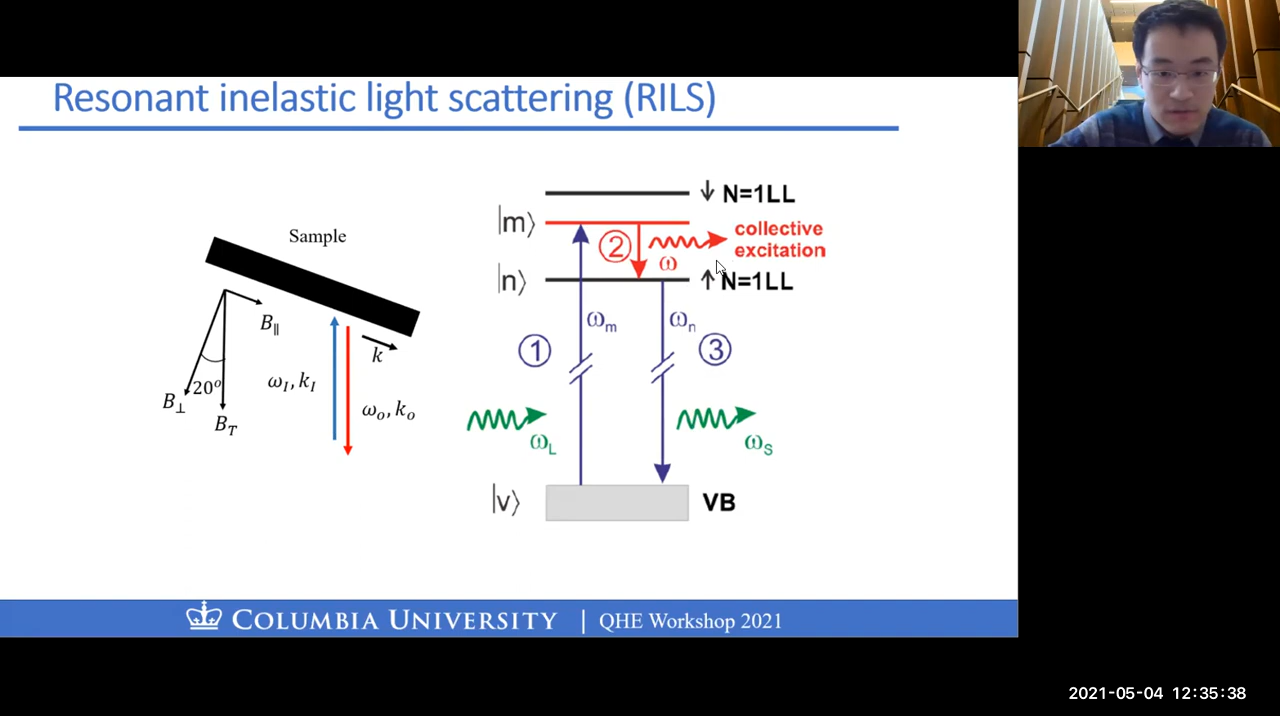 Resonant inelastic light scattering (RILS)
Sample
B∥
k
20°
B⊥
B_T
ω_I, k_I
ω_o, k_o
|m⟩
↓ N=1LL
② ω
collective
excitation
|n⟩
↑ N=1LL
①
ω_m
ω_n
③
ω_L
ω_S
|v⟩
VB
COLUMBIA UNIVERSITY | QHE Workshop 2021
2021-05-04 12:35:38